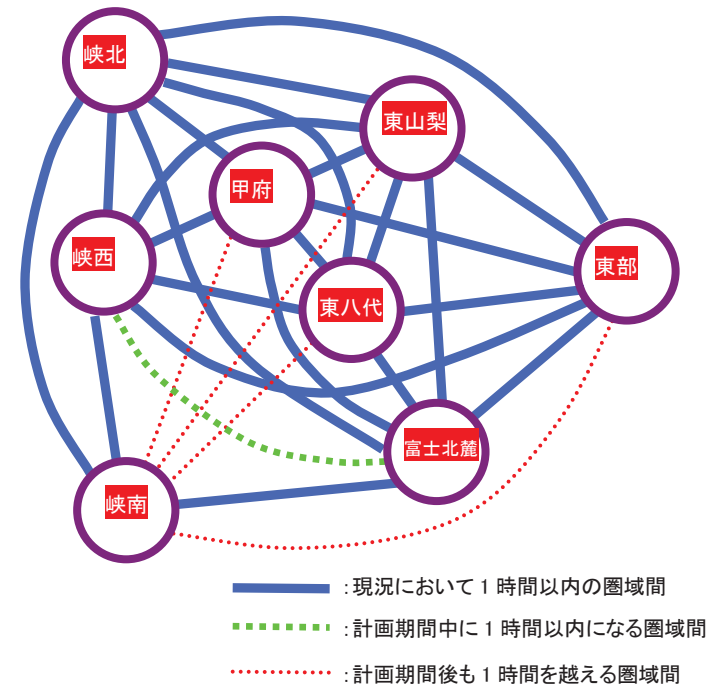 峡北
東山梨
甲府
峡西
東部
東八代
富士北麓
峡南
:現況において1時間以内の圏域間
:計画期間中に1時間以内になる圏域間
:計画期間後も1時間を越える圏域間